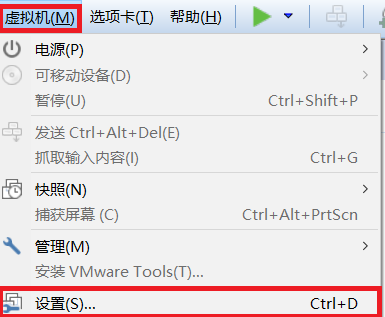 虚拟机(M) 选项卡(T) 帮助(H)
电源(P)
可移动设备(D)
暂停(U) Ctrl+Shift+P
发送 Ctrl+Alt+Del(E)
抓取输入内容(I) Ctrl+G
快照(N)
捕获屏幕 (C) Ctrl+Alt+PrtScn
管理(M)
安装 VMware Tools(T)...
设置(S)... Ctrl+D